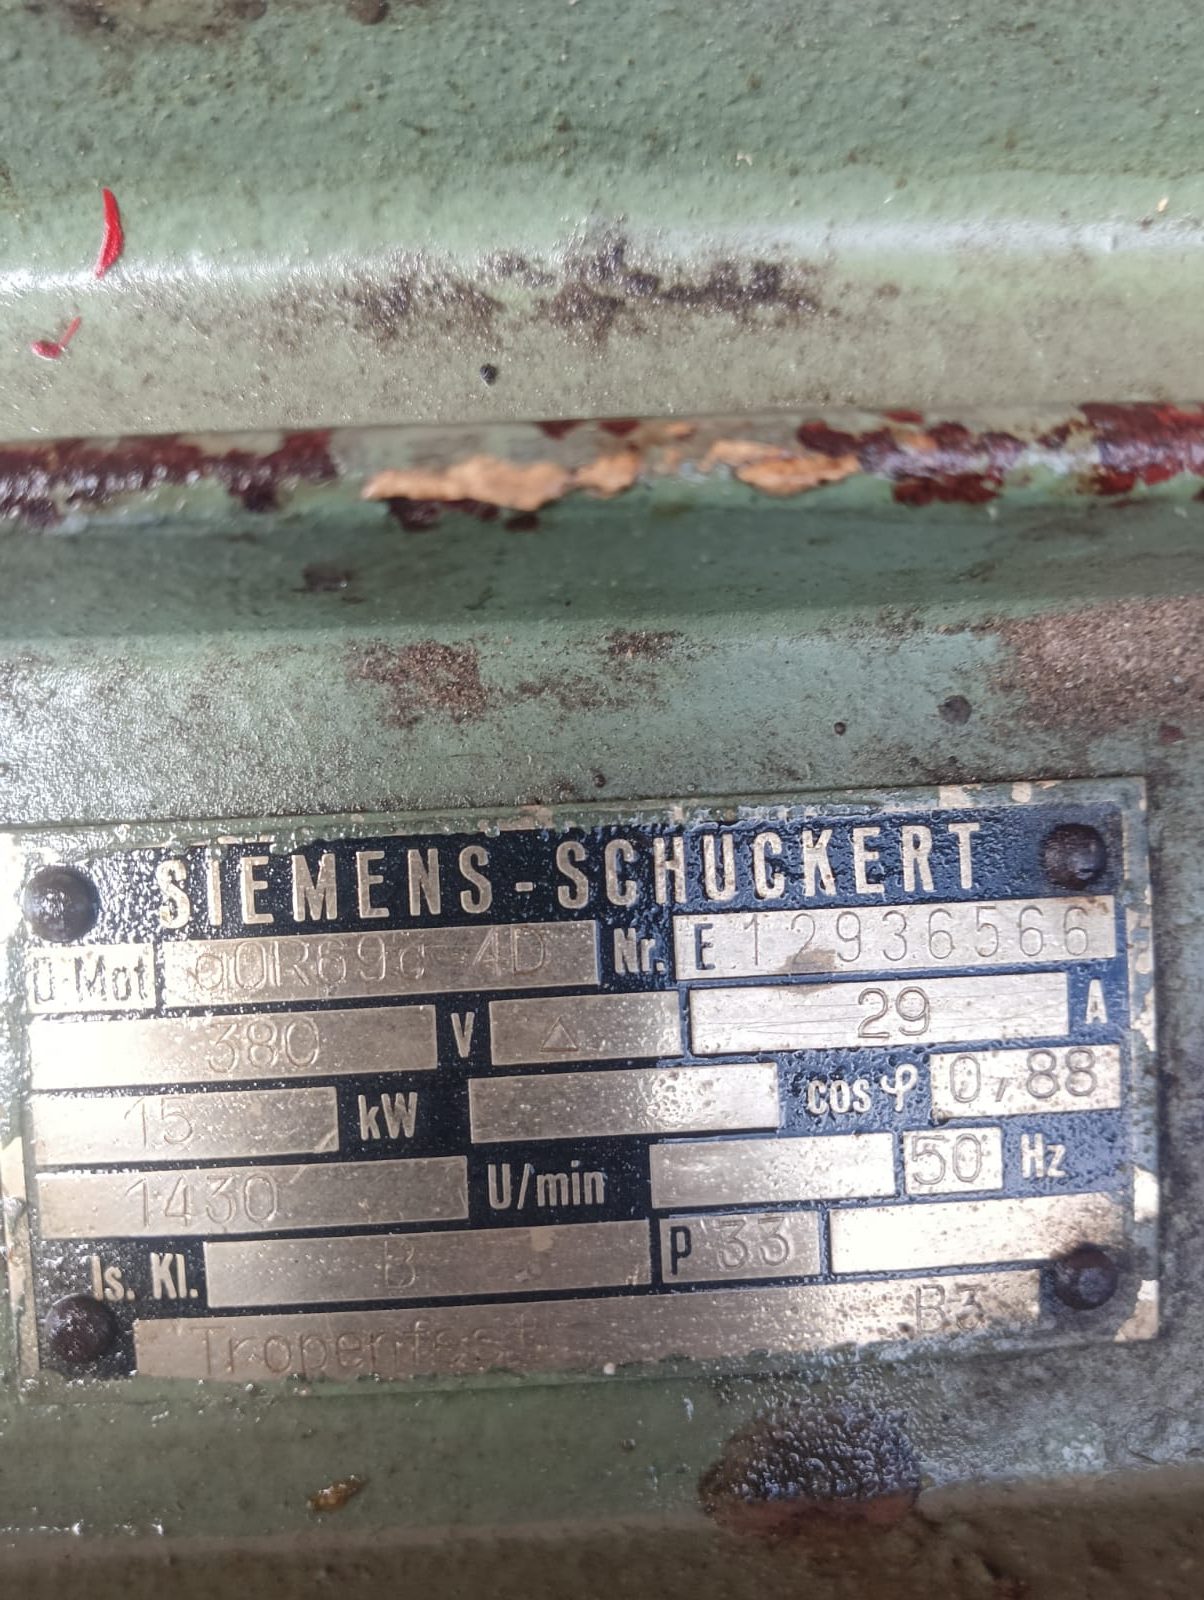 SIEMENS-SCHUCKERT
D-Mot Nr. E 12936566
380 V △ 29 A
15 kW cos φ 0,88
1430 U/min 50 Hz
Is. Kl. B P 33
Tropenfest B3